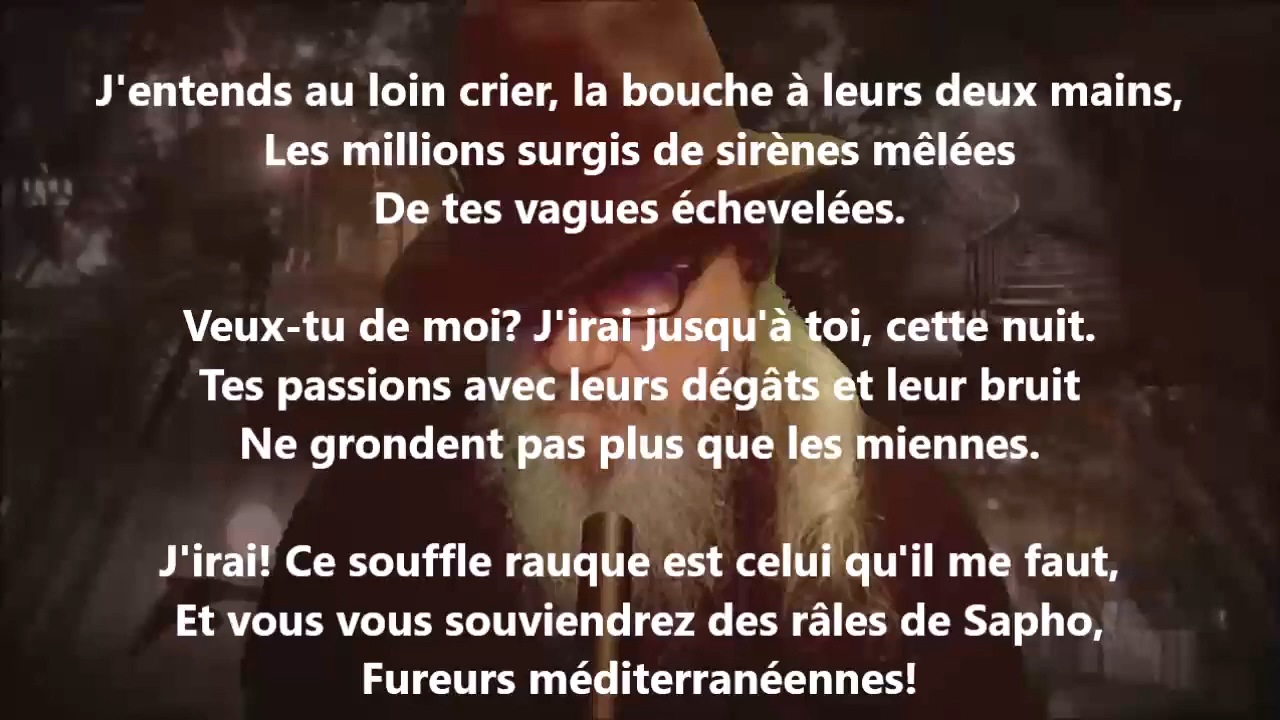 J'entends au loin crier, la bouche à leurs deux mains,
Les millions surgis de sirènes mêlées
De tes vagues échevelées.
Veux-tu de moi? J'irai jusqu'à toi, cette nuit.
Tes passions avec leurs dégâts et leur bruit
Ne grondent pas plus que les miennes.
J'irai! Ce souffle rauque est celui qu'il me faut,
Et vous vous souviendrez des râles de Sapho,
Fureurs méditerranéennes!